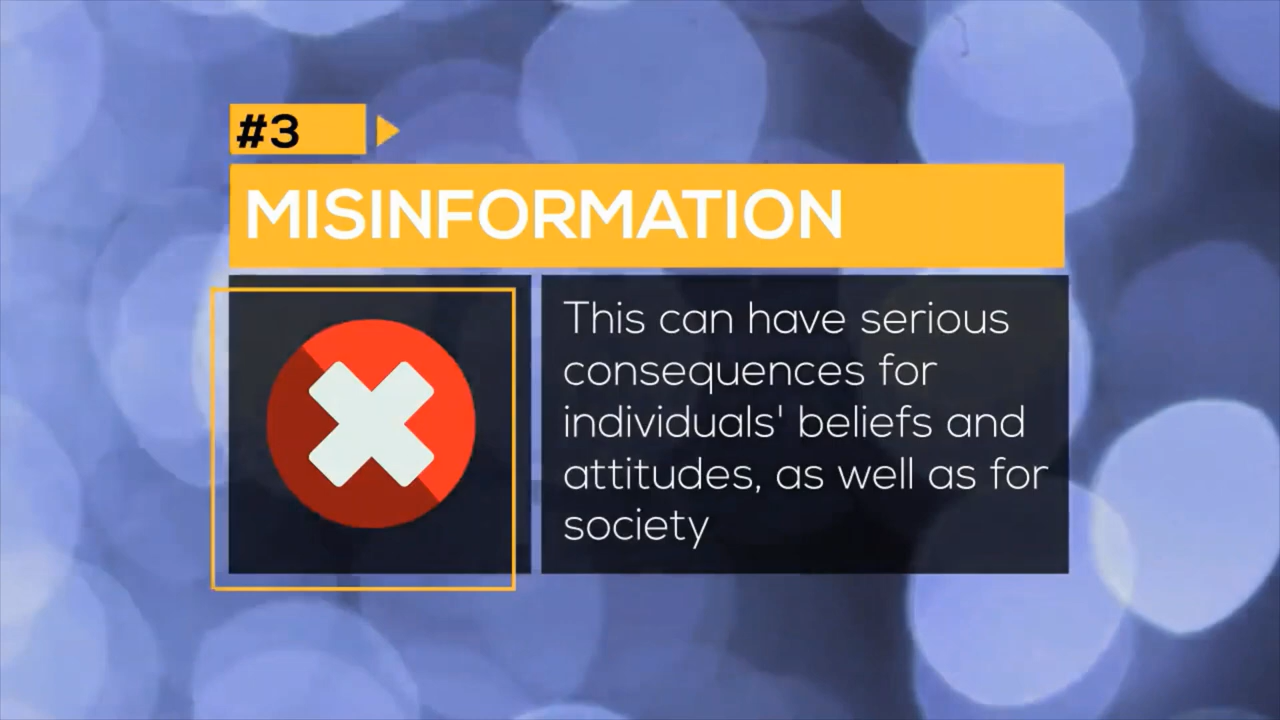 #3
MISINFORMATION
This can have serious
consequences for
individuals' beliefs and
attitudes, as well as for
society